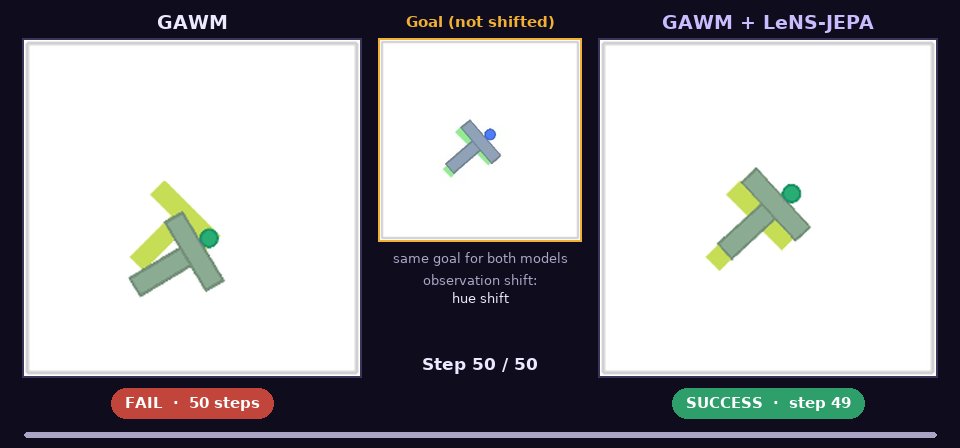 GAWM
Goal (not shifted)
GAWM + LeNS-JEPA
same goal for both models
observation shift:
hue shift
Step 50 / 50
FAIL · 50 steps
SUCCESS · step 49